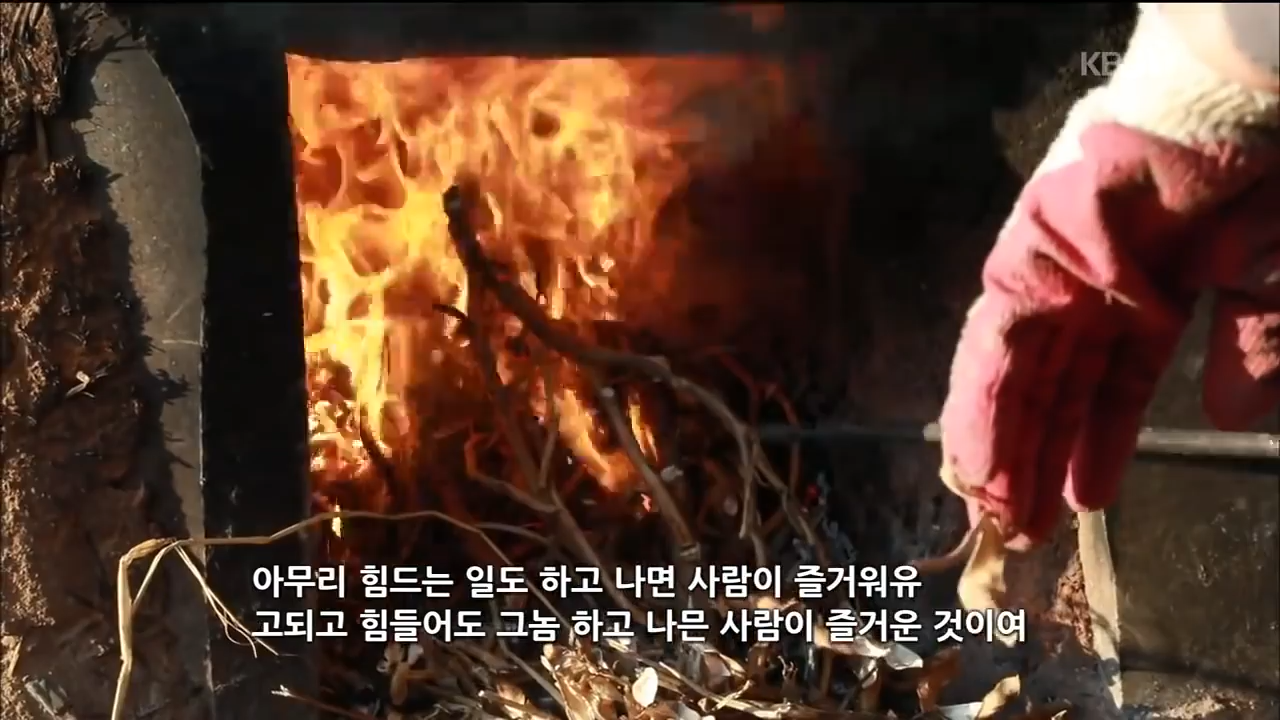 아무리 힘드는 일도 하고 나면 사람이 즐거워유
고되고 힘들어도 그놈 하고 나믄 사람이 즐거운 것이여